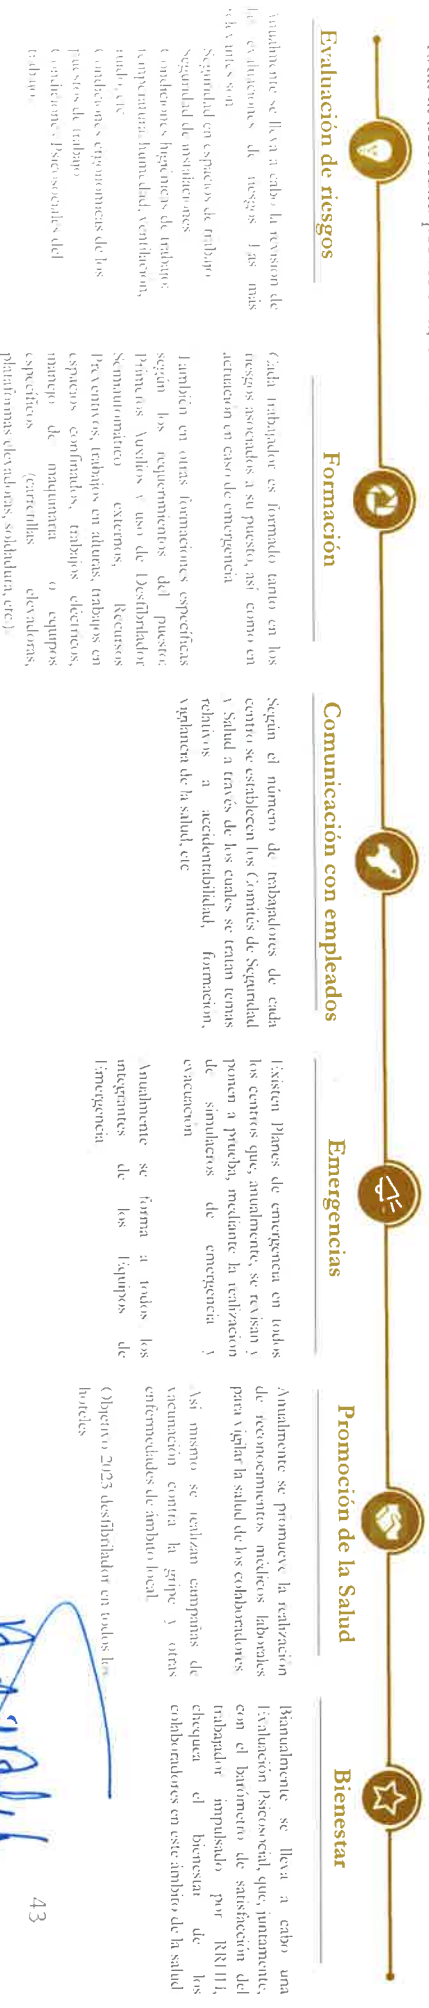 Evaluación de riesgos
Anualmente se lleva a cabo la revisión de
las evaluaciones de riesgos. Las más
relevantes son
Seguridad en espacios de trabajo
Seguridad de instalaciones
Condiciones higiénicas de trabajo:
temperatura, humedad, ventilación,
ruido, etc
Condiciones ergonómicas de los
puestos de trabajo
Condiciones Psicosociales del
trabajo.
Formación
Cada trabajador es formado tanto en los
riesgos asociados a su puesto, así como en
actuación en caso de emergencia
También en otras formaciones específicas
según los requerimientos del puesto:
Primeros Auxilios y uso de Desfibrilador
Semiautomático externos, Recursos
Preventivos, trabajos en alturas, trabajos en
espacios confinados, trabajos eléctricos,
manejo de maquinaria o equipos
específicos (carretillas elevadoras,
plataformas elevadoras, soldadura, etc).
Comunicación con empleados
Según el número de trabajadores de cada
centro se establecen los Comités de Seguridad
y Salud a través de los cuales se tratan temas
relativos a accidentabilidad, formación,
vigilancia de la salud, etc
Emergencias
Existen Planes de emergencia en todos
los centros que, anualmente, se revisan y
ponen a prueba, mediante la realización
de simulacros de emergencia y
evacuación
Anualmente se forma a todos los
integrantes de los Equipos de
Emergencia
Promoción de la Salud
Anualmente se promueve la realización
de reconocimientos médicos laborales
para vigilar la salud de los colaboradores
Así mismo se realizan campañas de
vacunación contra la gripe y otras
enfermedades de ámbito local.
Objetivo 2023 desfibrilador en todos los
hoteles
Bienestar
Bianualmente se lleva a cabo una
Evaluación Psicosocial, que, juntamente,
con el barómetro de satisfacción del
trabajador impulsado por RRHH,
chequea el bienestar de los
colaboradores en este ámbito de la salud
43